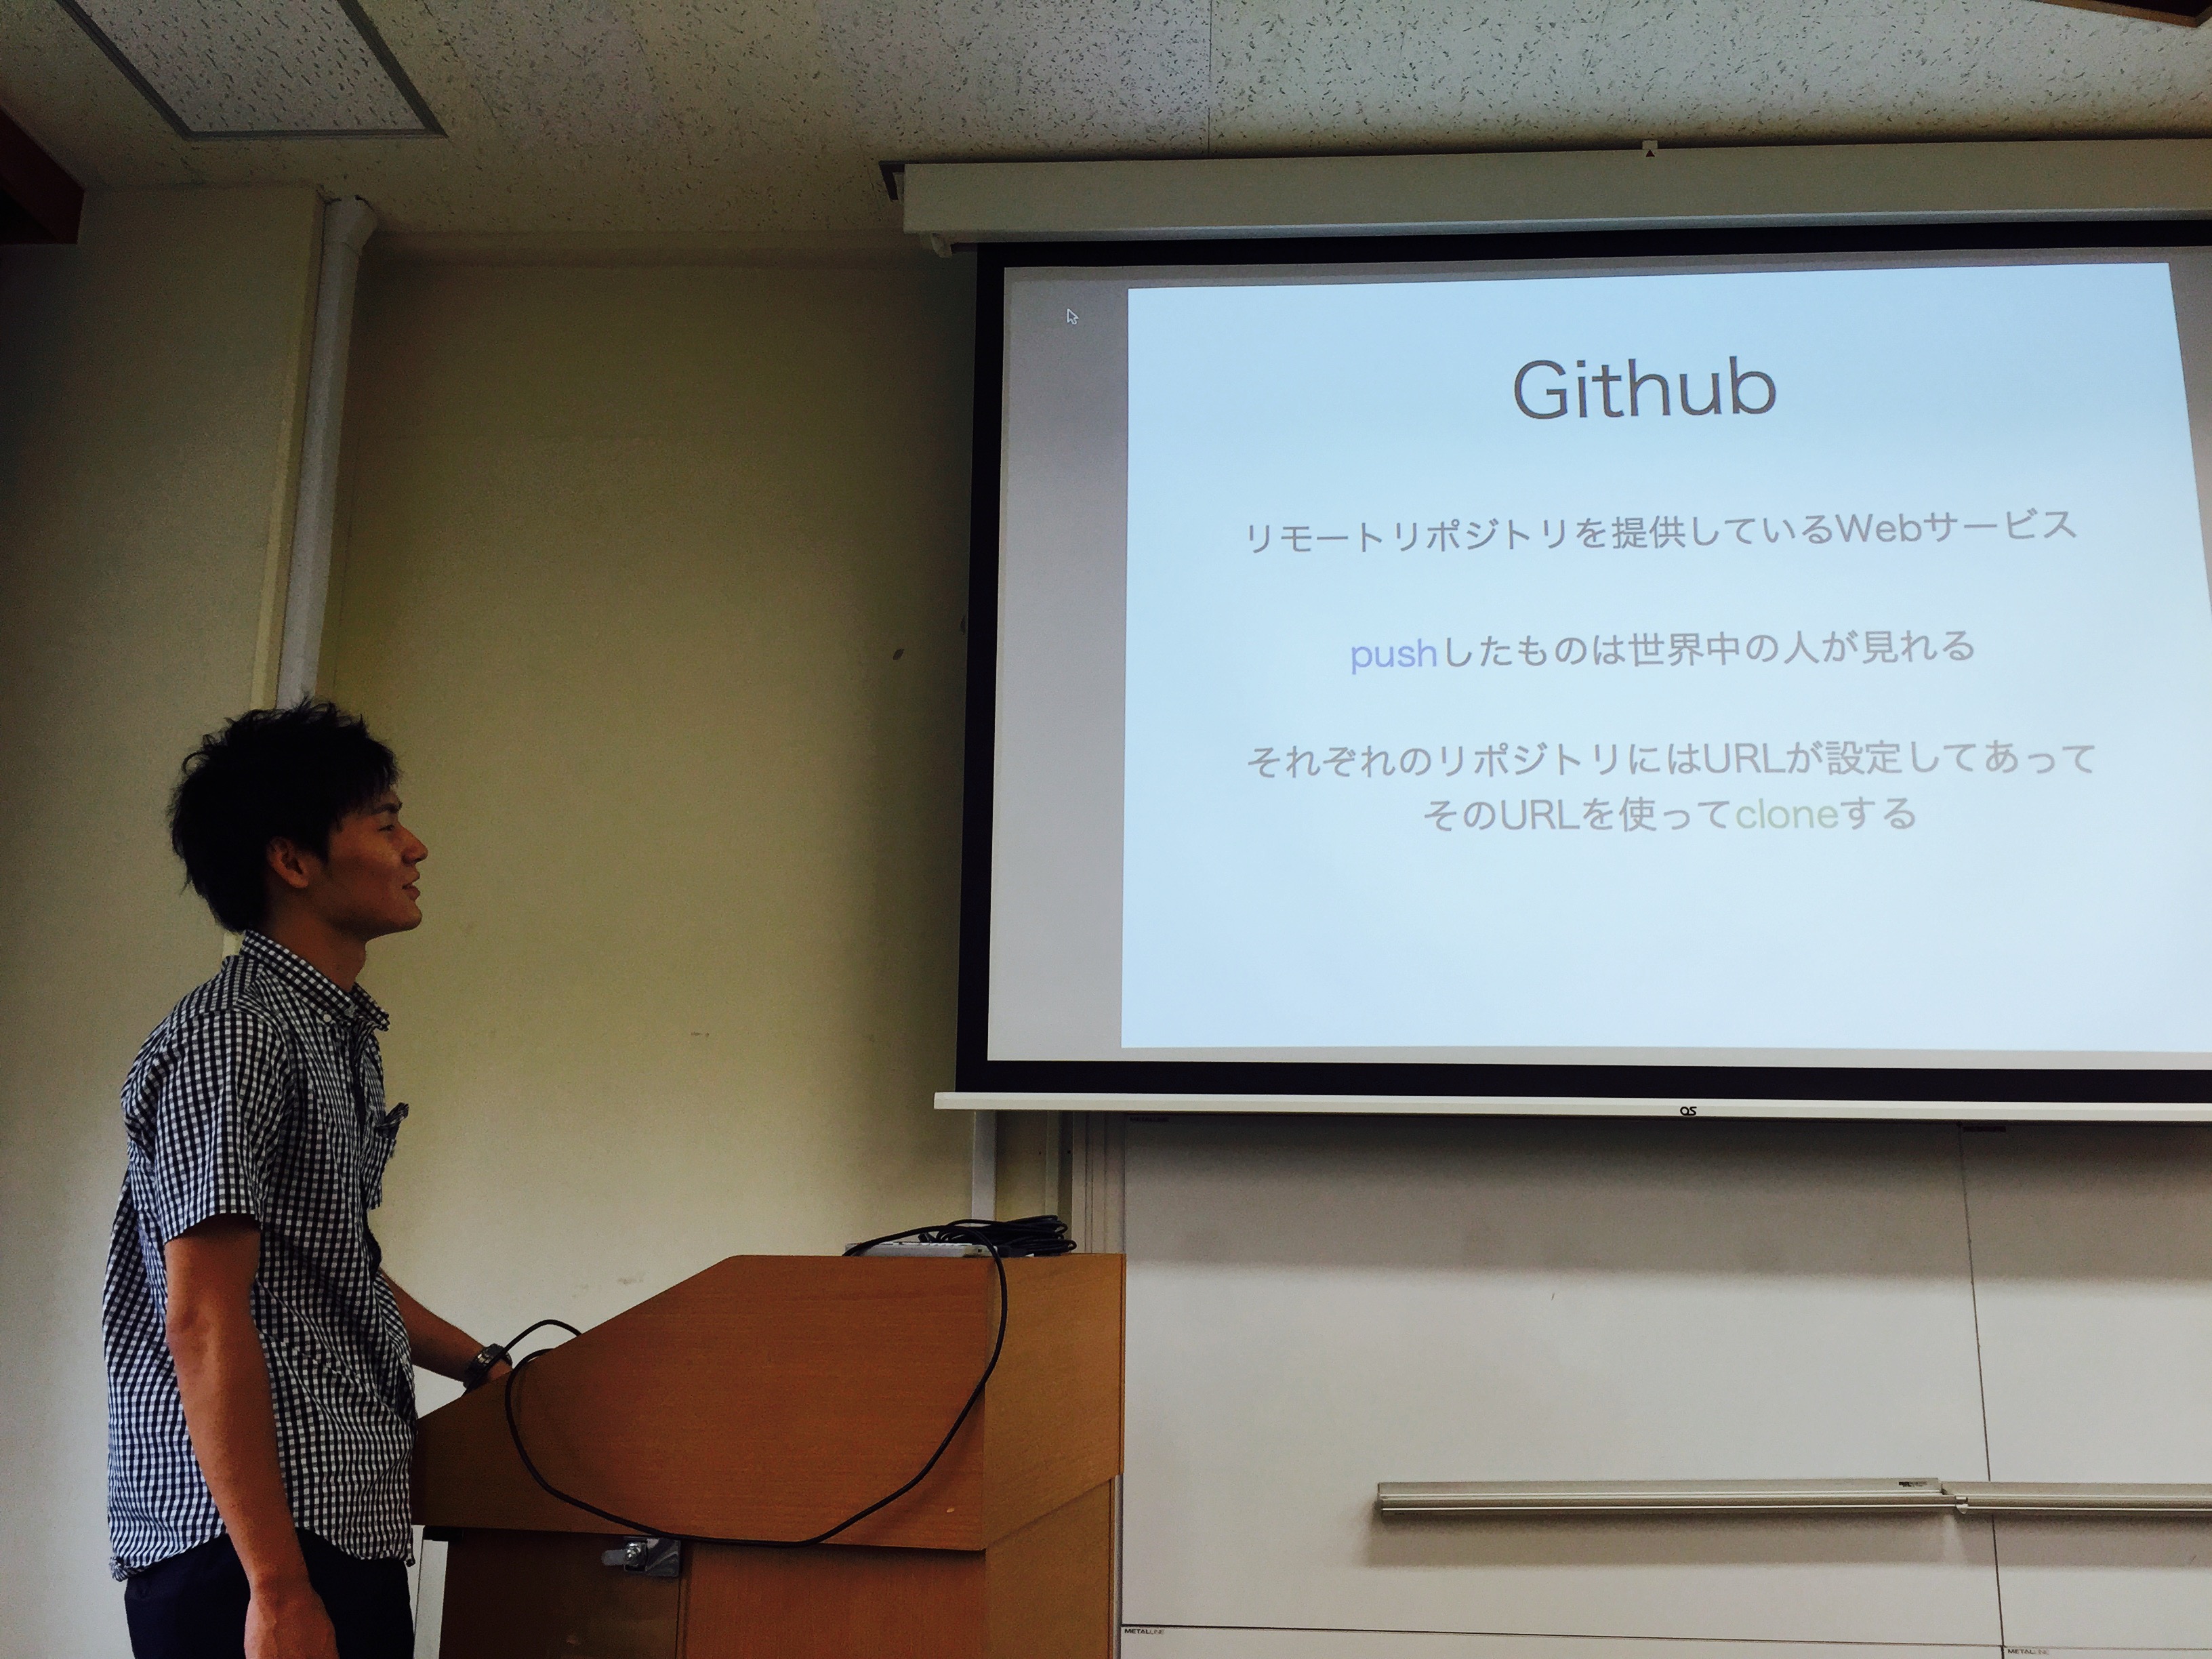 Github
リモートリポジトリを提供しているWebサービス
pushしたものは世界中の人が見れる
それぞれのリポジトリにはURLが設定してあって
そのURLを使ってcloneする
OS
METALLINE
METALLINE